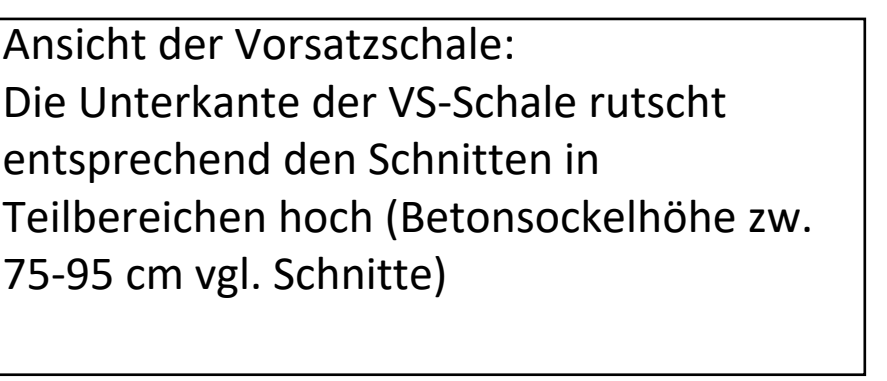 Ansicht der Vorsatzschale:
Die Unterkante der VS-Schale rutscht
entsprechend den Schnitten in
Teilbereichen hoch (Betonsockelhöhe zw.
75-95 cm vgl. Schnitte)